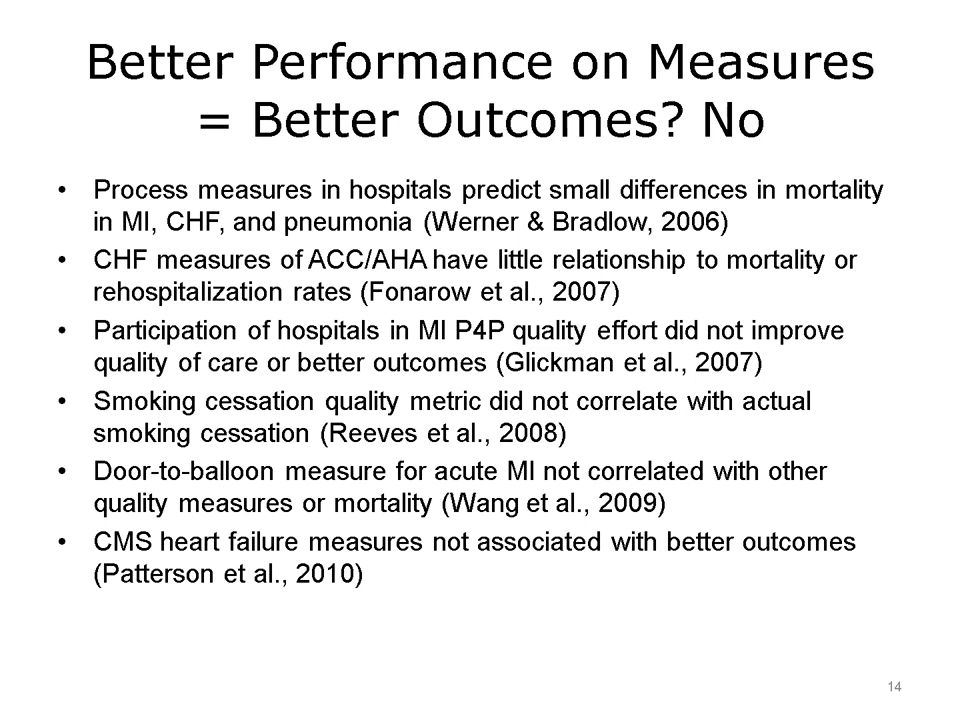 Better Performance on Measures
= Better Outcomes? No
• Process measures in hospitals predict small differences in mortality
in MI, CHF, and pneumonia (Werner & Bradlow, 2006)
• CHF measures of ACC/AHA have little relationship to mortality or
rehospitalization rates (Fonarow et al., 2007)
• Participation of hospitals in MI P4P quality effort did not improve
quality of care or better outcomes (Glickman et al., 2007)
• Smoking cessation quality metric did not correlate with actual
smoking cessation (Reeves et al., 2008)
• Door-to-balloon measure for acute MI not correlated with other
quality measures or mortality (Wang et al., 2009)
• CMS heart failure measures not associated with better outcomes
(Patterson et al., 2010)
14